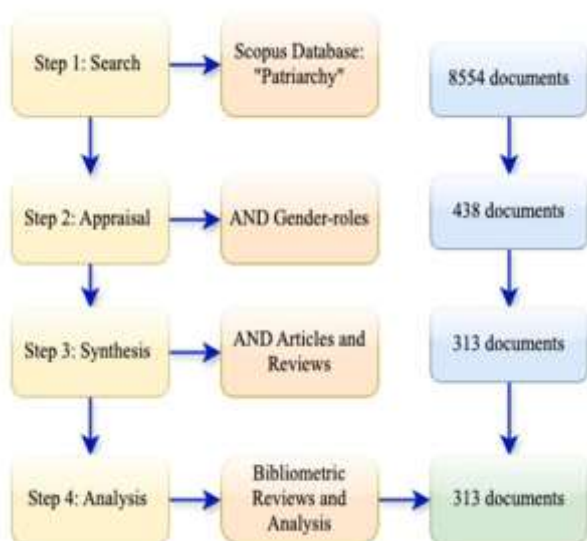 Step 1: Search
Scopus Database:
"Patriarchy"
8554 documents
Step 2: Appraisal
AND Gender-roles
438 documents
Step 3: Synthesis
AND Articles and
Reviews
313 documents
Step 4: Analysis
Bibliometric
Reviews and
Analysis
313 documents